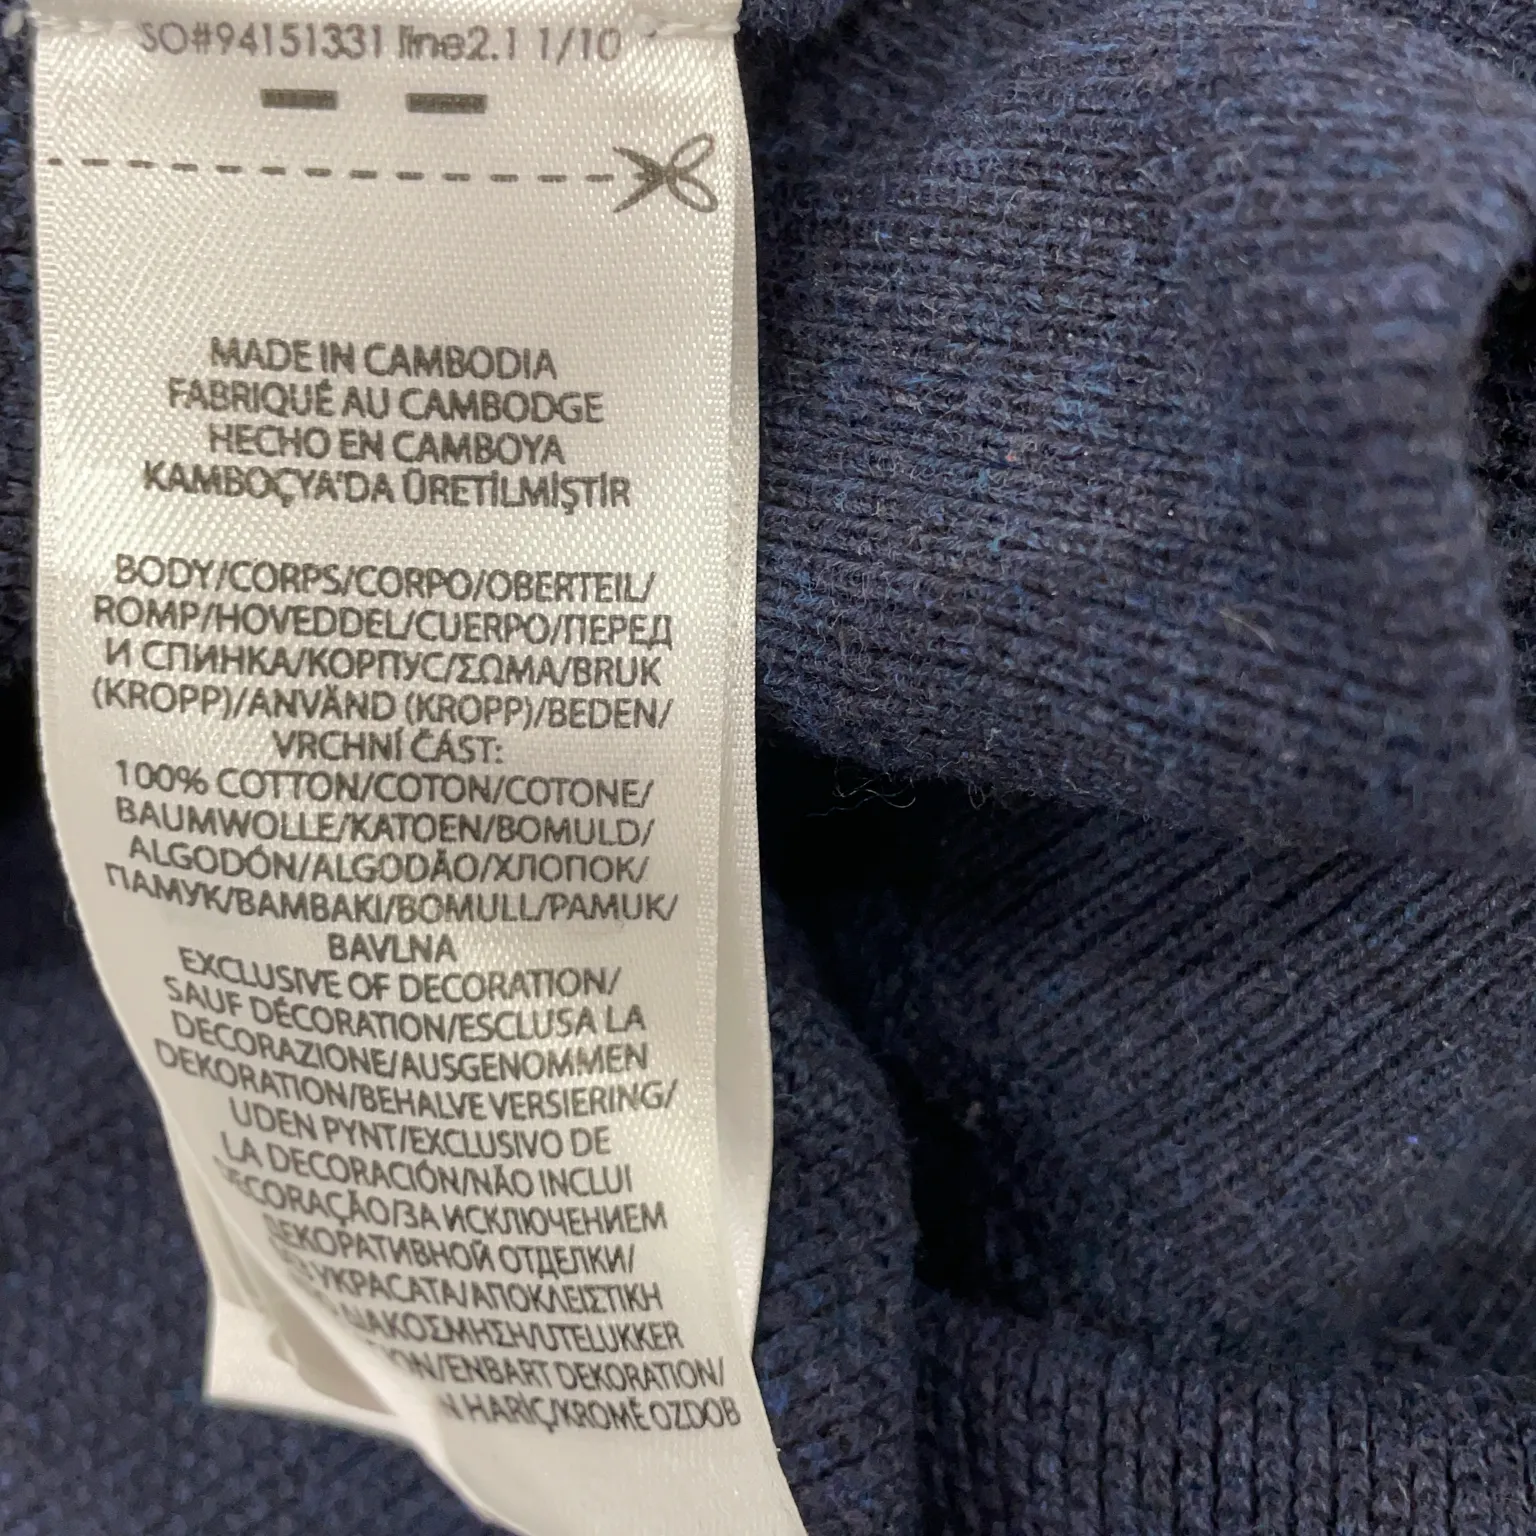 SO#94151331 line2.1 1/10
MADE IN CAMBODIA
FABRIQUÉ AU CAMBODGE
HECHO EN CAMBOYA
KAMBOÇYA'DA ÜRETİLMİŞTİR
BODY/CORPS/CORPO/OBERTEIL/
ROMP/HOVEDDEL/CUERPO/ПЕРЕД
И СПИНКА/КОРПУС/ΣΩΜΑ/BRUK
(KROPP)/ANVÄND (KROPP)/BEDEN/
VRCHNÍ ČÁST:
100% COTTON/COTON/COTONE/
BAUMWOLLE/KATOEN/BOMULD/
ALGODÓN/ALGODÃO/ХЛОПОК/
ПАМУК/BAMBAKI/BOMULL/PAMUK/
BAVLNA
EXCLUSIVE OF DECORATION/
SAUF DÉCORATION/ESCLUSA LA
DECORAZIONE/AUSGENOMMEN
DEKORATION/BEHALVE VERSIERING/
UDEN PYNT/EXCLUSIVO DE
LA DECORACIÓN/NÃO INCLUI
ECORAÇÃO/ЗА ИСКЛЮЧЕНИЕМ
ДЕКОРАТИВНОЙ ОТДЕЛКИ/
УКРАСАТА/ΑΠΟΚΛΕΙΣΤΙΚΗ
ΔΙΑΚΟΣΜΗΣΗ/UTELUKKER
ON/ENBART DEKORATION/
N HARİÇ/KROMĚ OZDOB